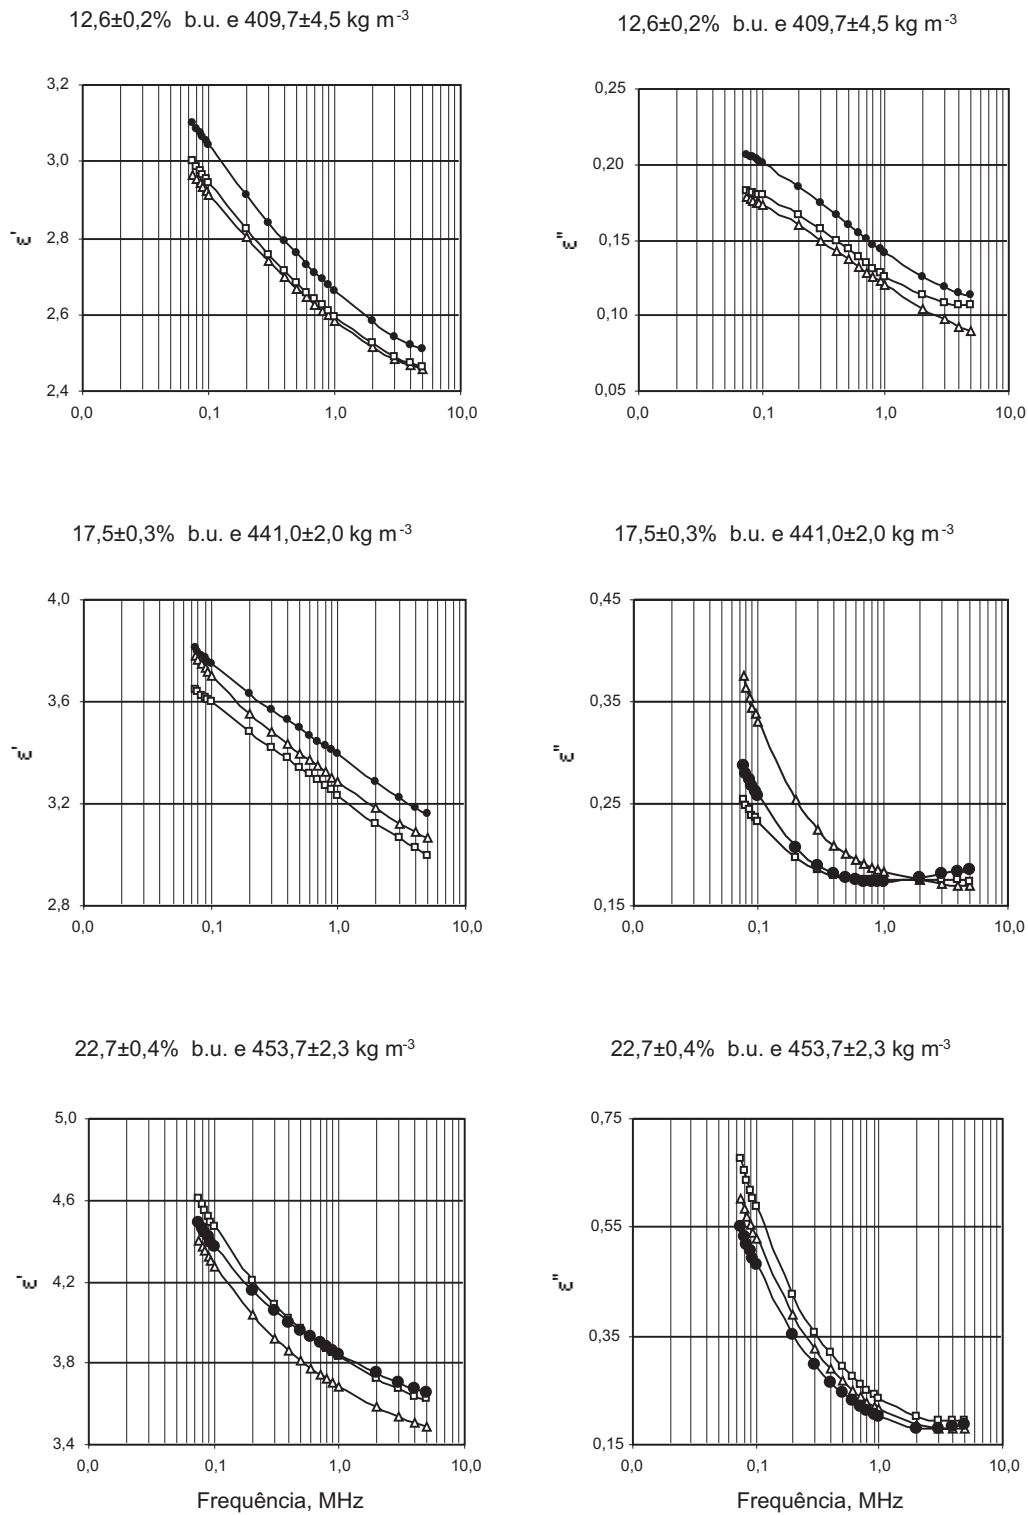 12,6±0,2% b.u. e 409,7±4,5 kg m-3
12,6±0,2% b.u. e 409,7±4,5 kg m-3
3,2
3,0
2,8
2,6
2,4
ε'
0,0 0,1 1,0 10,0
0,25
0,20
0,15
0,10
0,05
ε"
0,0 0,1 1,0 10,0
17,5±0,3% b.u. e 441,0±2,0 kg m-3
17,5±0,3% b.u. e 441,0±2,0 kg m-3
4,0
3,6
3,2
2,8
ε'
0,0 0,1 1,0 10,0
0,45
0,35
0,25
0,15
ε"
0,0 0,1 1,0 10,0
22,7±0,4% b.u. e 453,7±2,3 kg m-3
22,7±0,4% b.u. e 453,7±2,3 kg m-3
5,0
4,6
4,2
3,8
3,4
ε'
0,0 0,1 1,0 10,0
Frequência, MHz
0,75
0,55
0,35
0,15
ε"
0,0 0,1 1,0 10,0
Frequência, MHz